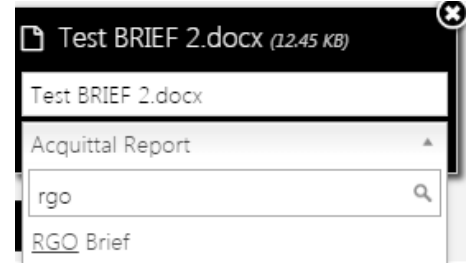 Test BRIEF 2.docx (12.45 KB)
Test BRIEF 2.docx
Acquittal Report
rgo
RGO Brief